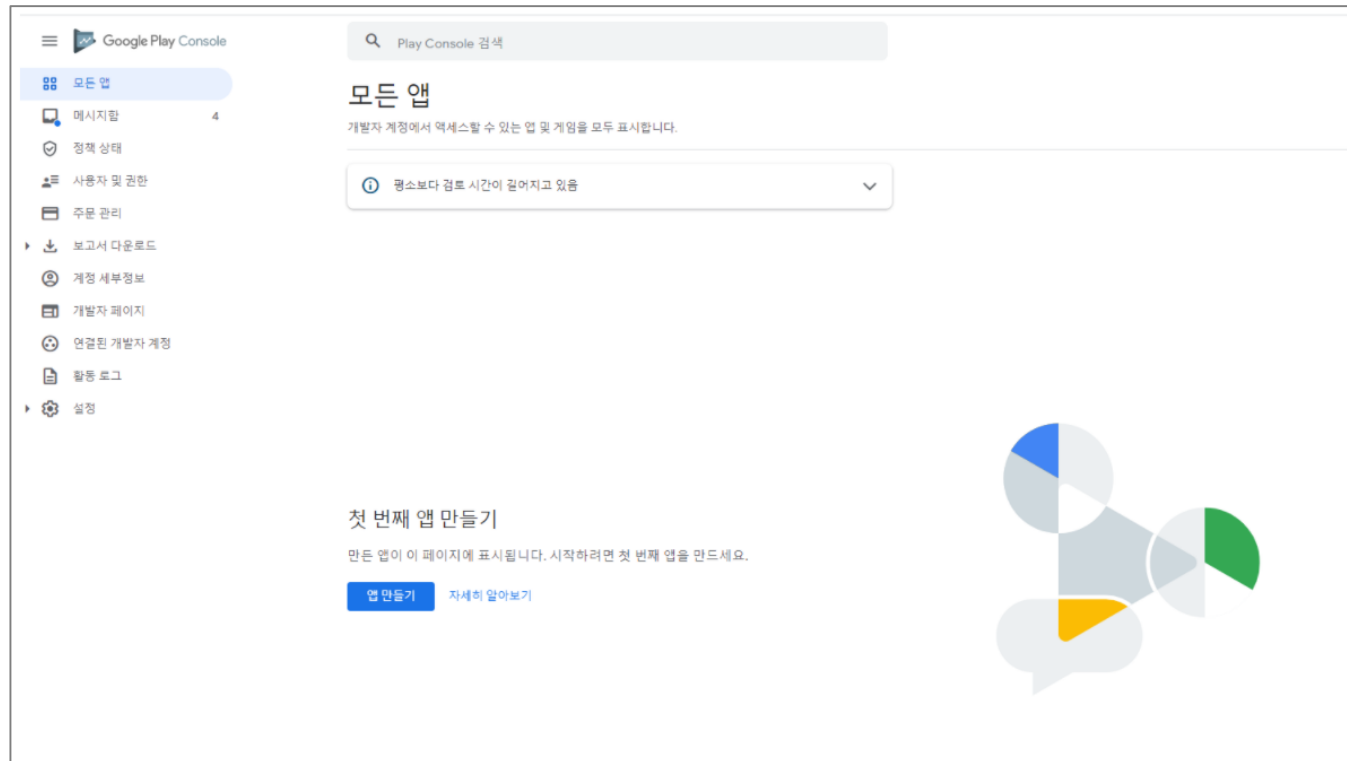 Google Play Console
Play Console 검색
모든 앱
메시지함 4
정책 상태
사용자 및 권한
주문 관리
보고서 다운로드
계정 세부정보
개발자 페이지
연결된 개발자 계정
활동 로그
설정
모든 앱
개발자 계정에서 액세스할 수 있는 앱 및 게임을 모두 표시합니다.
평소보다 검토 시간이 길어지고 있음
첫 번째 앱 만들기
만든 앱이 이 페이지에 표시됩니다. 시작하려면 첫 번째 앱을 만드세요.
앱 만들기 자세히 알아보기